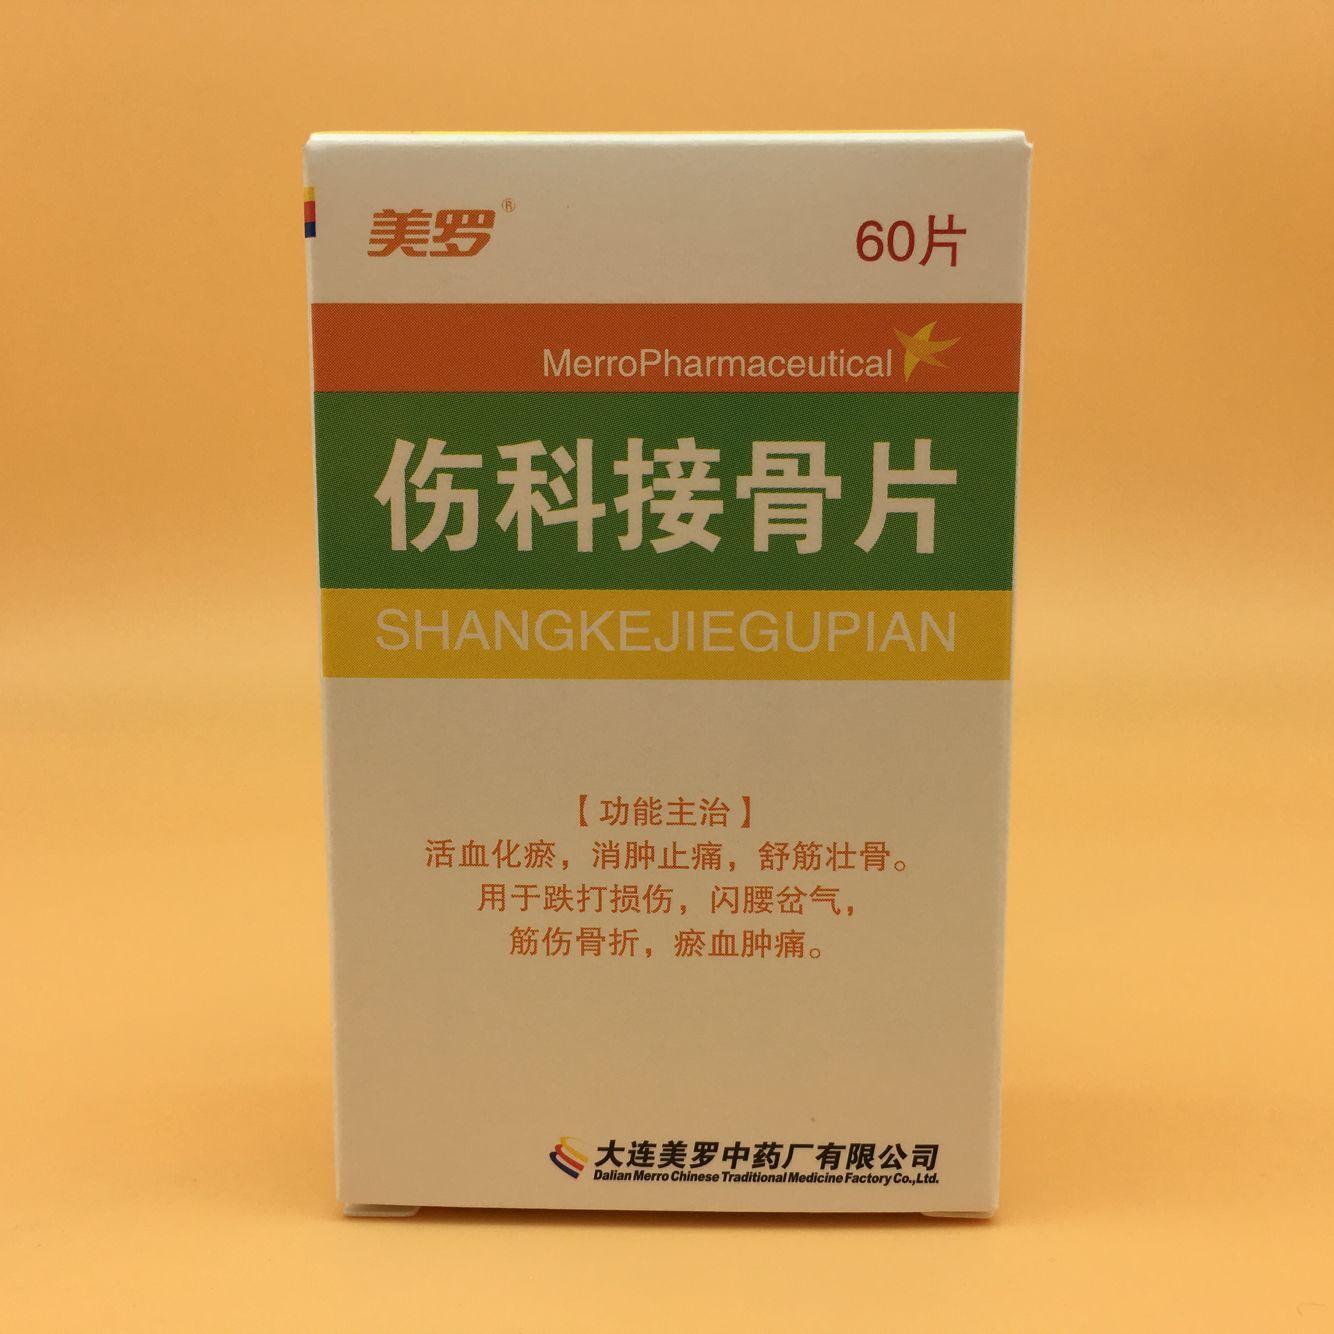 美罗®
60片
MerroPharmaceutical
伤科接骨片
SHANGKEJIEGUPIAN
【功能主治】
活血化瘀，消肿止痛，舒筋壮骨。
用于跌打损伤，闪腰岔气，
筋伤骨折，瘀血肿痛。
大连美罗中药厂有限公司
Dalian Merro Chinese Traditional Medicine Factory Co.,Ltd.